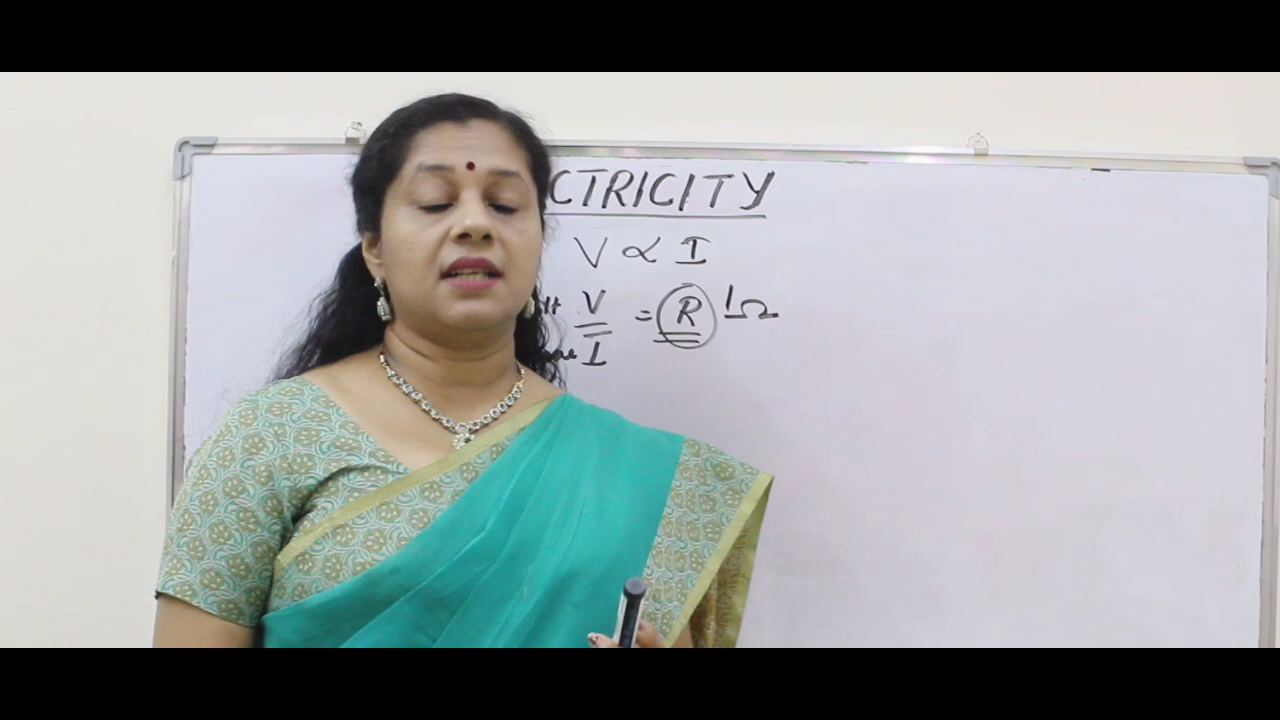 CTRICITY
V ∝ I
V = R 1Ω
I